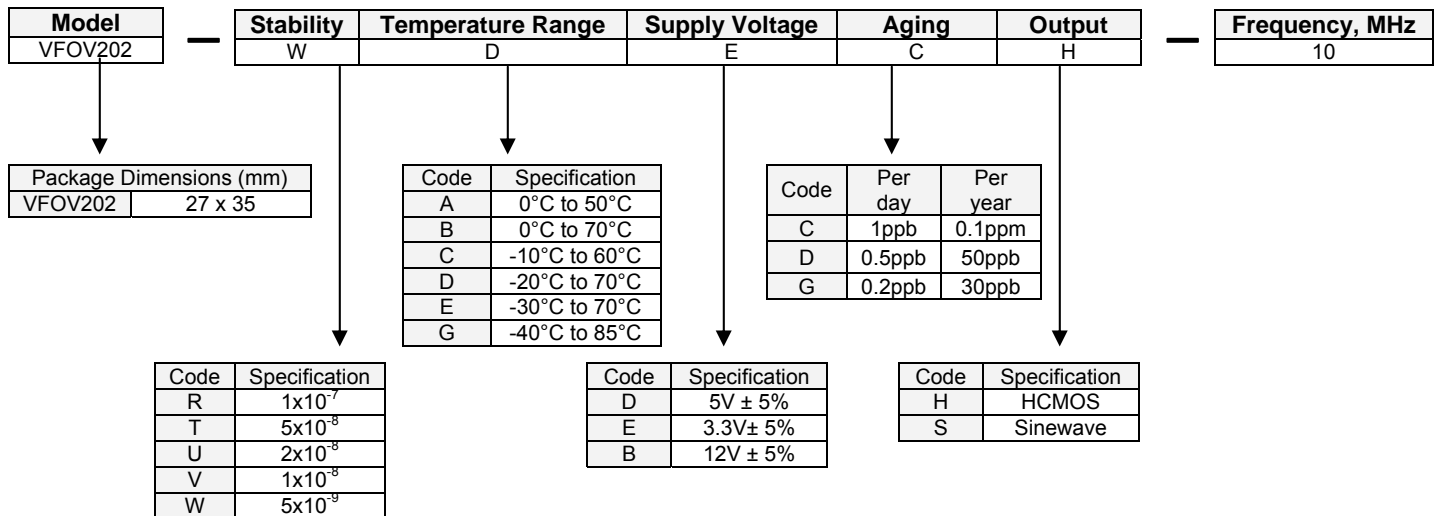 Model
VFOV202
—
Stability Temperature Range Supply Voltage Aging Output
W D E C H
—
Frequency, MHz
10
Package Dimensions (mm)
VFOV202 27 x 35
Code Specification
A 0°C to 50°C
B 0°C to 70°C
C -10°C to 60°C
D -20°C to 70°C
E -30°C to 70°C
G -40°C to 85°C
Code Per day Per year
C 1ppb 0.1ppm
D 0.5ppb 50ppb
G 0.2ppb 30ppb
Code Specification
R 1x10⁻⁷
T 5x10⁻⁸
U 2x10⁻⁸
V 1x10⁻⁸
W 5x10⁻⁹
Code Specification
D 5V ± 5%
E 3.3V± 5%
B 12V ± 5%
Code Specification
H HCMOS
S Sinewave